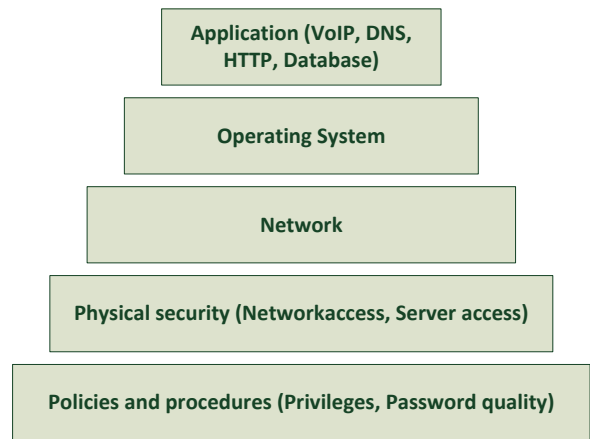 Application (VoIP, DNS,
HTTP, Database)
Operating System
Network
Physical security (Networkaccess, Server access)
Policies and procedures (Privileges, Password quality)